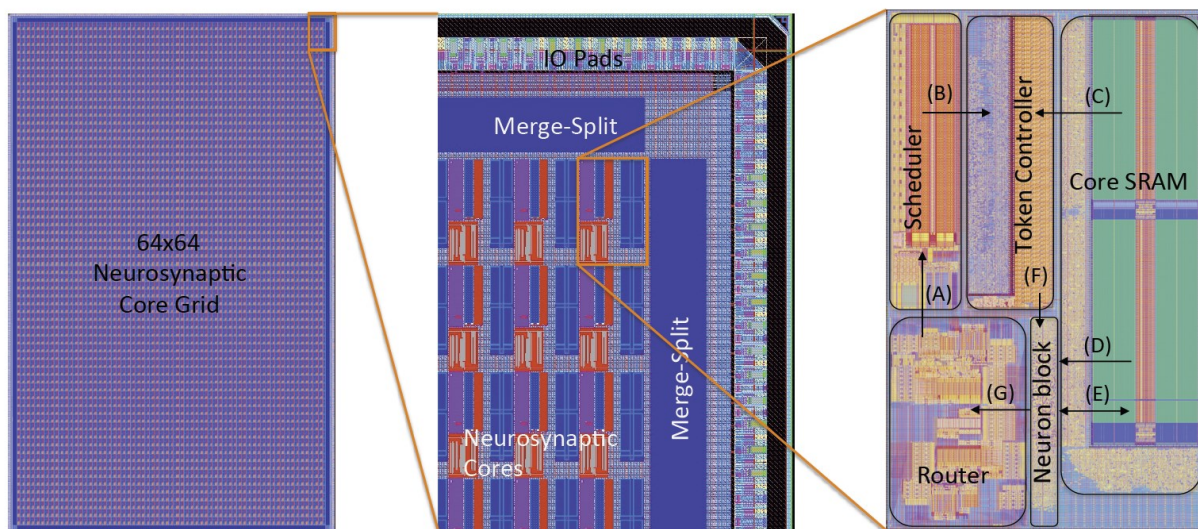 64x64
Neurosynaptic
Core Grid
IO Pads
Merge-Split
Merge-Split
Neurosynaptic
Cores
Scheduler
(B)
Token Controller
(C)
Core SRAM
(A)
(F)
(D)
(G)
(E)
Neuron block
Router